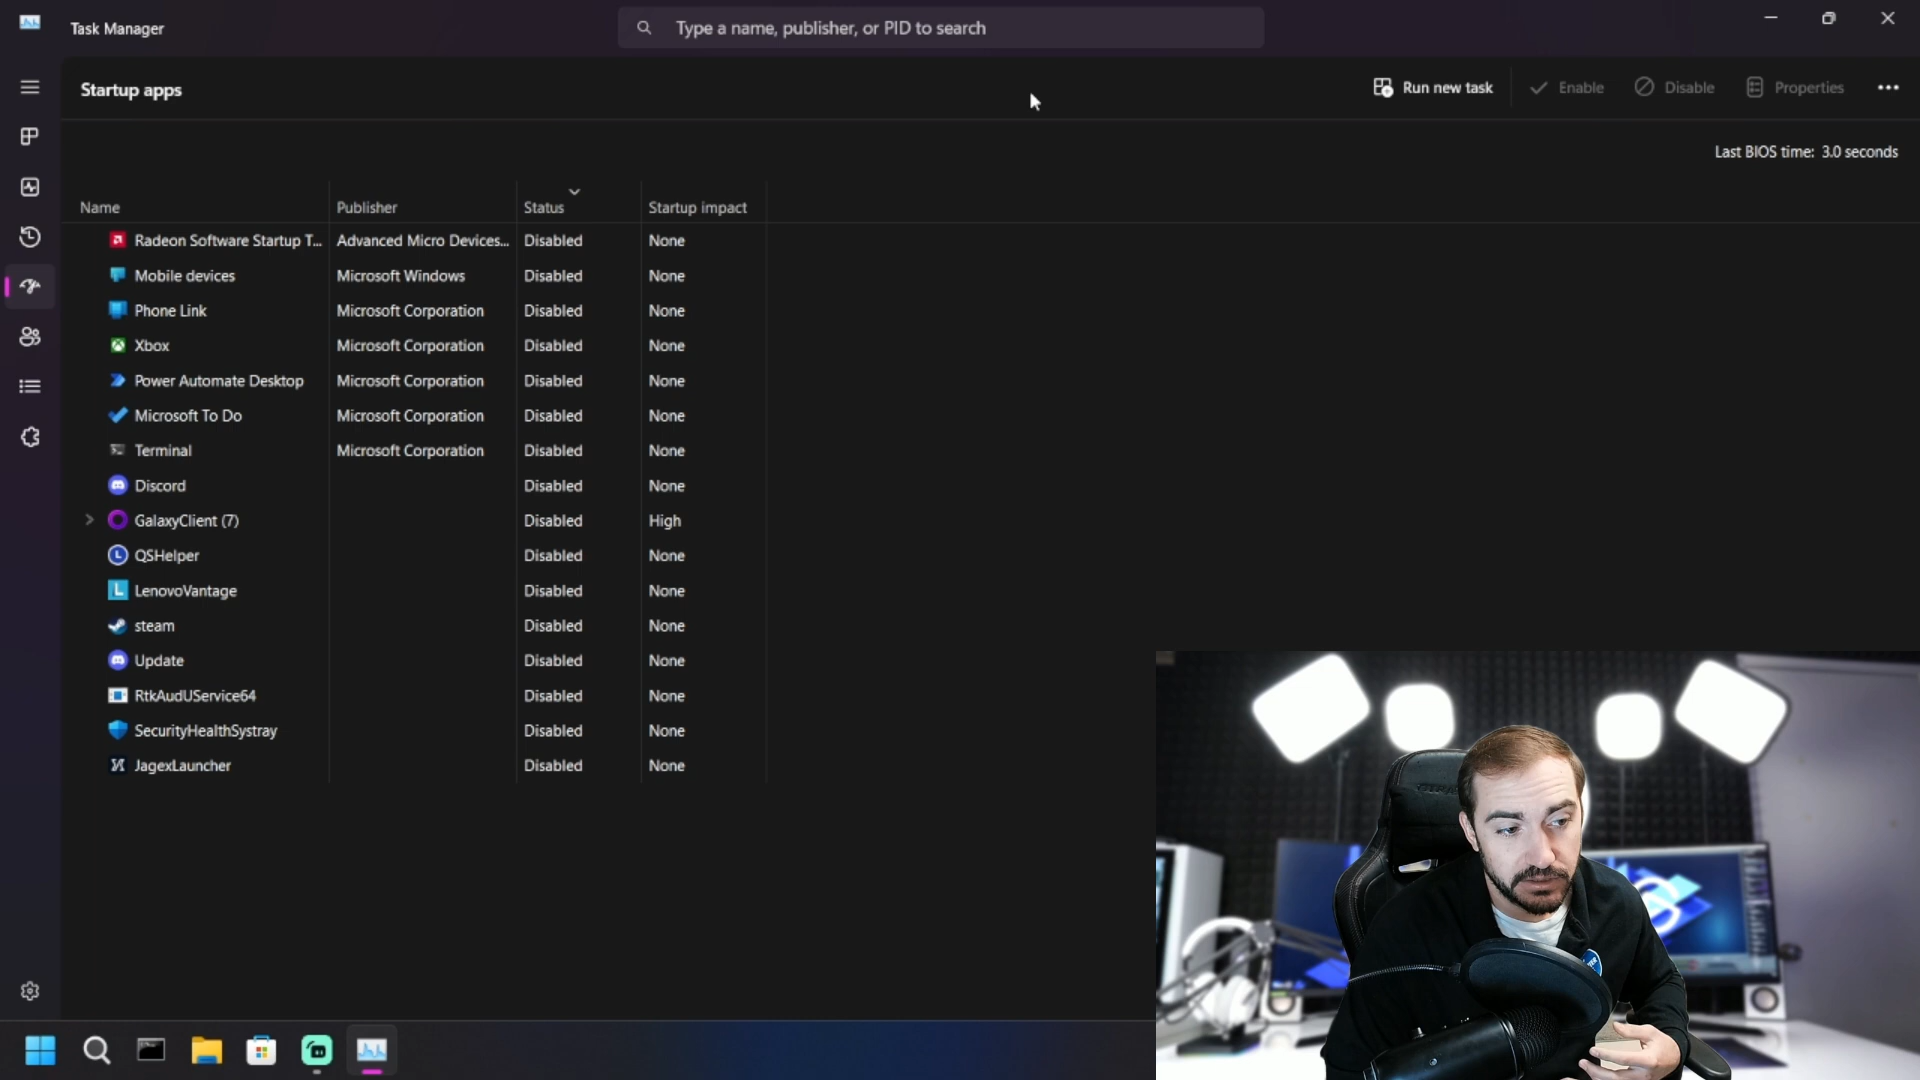 Task Manager
Type a name, publisher, or PID to search
Startup apps
Run new task
Enable
Disable
Properties
Last BIOS time: 3.0 seconds
Name Publisher Status Startup impact
Radeon Software Startup T... Advanced Micro Devices... Disabled None
Mobile devices Microsoft Windows Disabled None
Phone Link Microsoft Corporation Disabled None
Xbox Microsoft Corporation Disabled None
Power Automate Desktop Microsoft Corporation Disabled None
Microsoft To Do Microsoft Corporation Disabled None
Terminal Microsoft Corporation Disabled None
Discord Disabled None
GalaxyClient (7) Disabled High
QSHelper Disabled None
LenovoVantage Disabled None
steam Disabled None
Update Disabled None
RtkAudUService64 Disabled None
SecurityHealthSystray Disabled None
JagexLauncher Disabled None